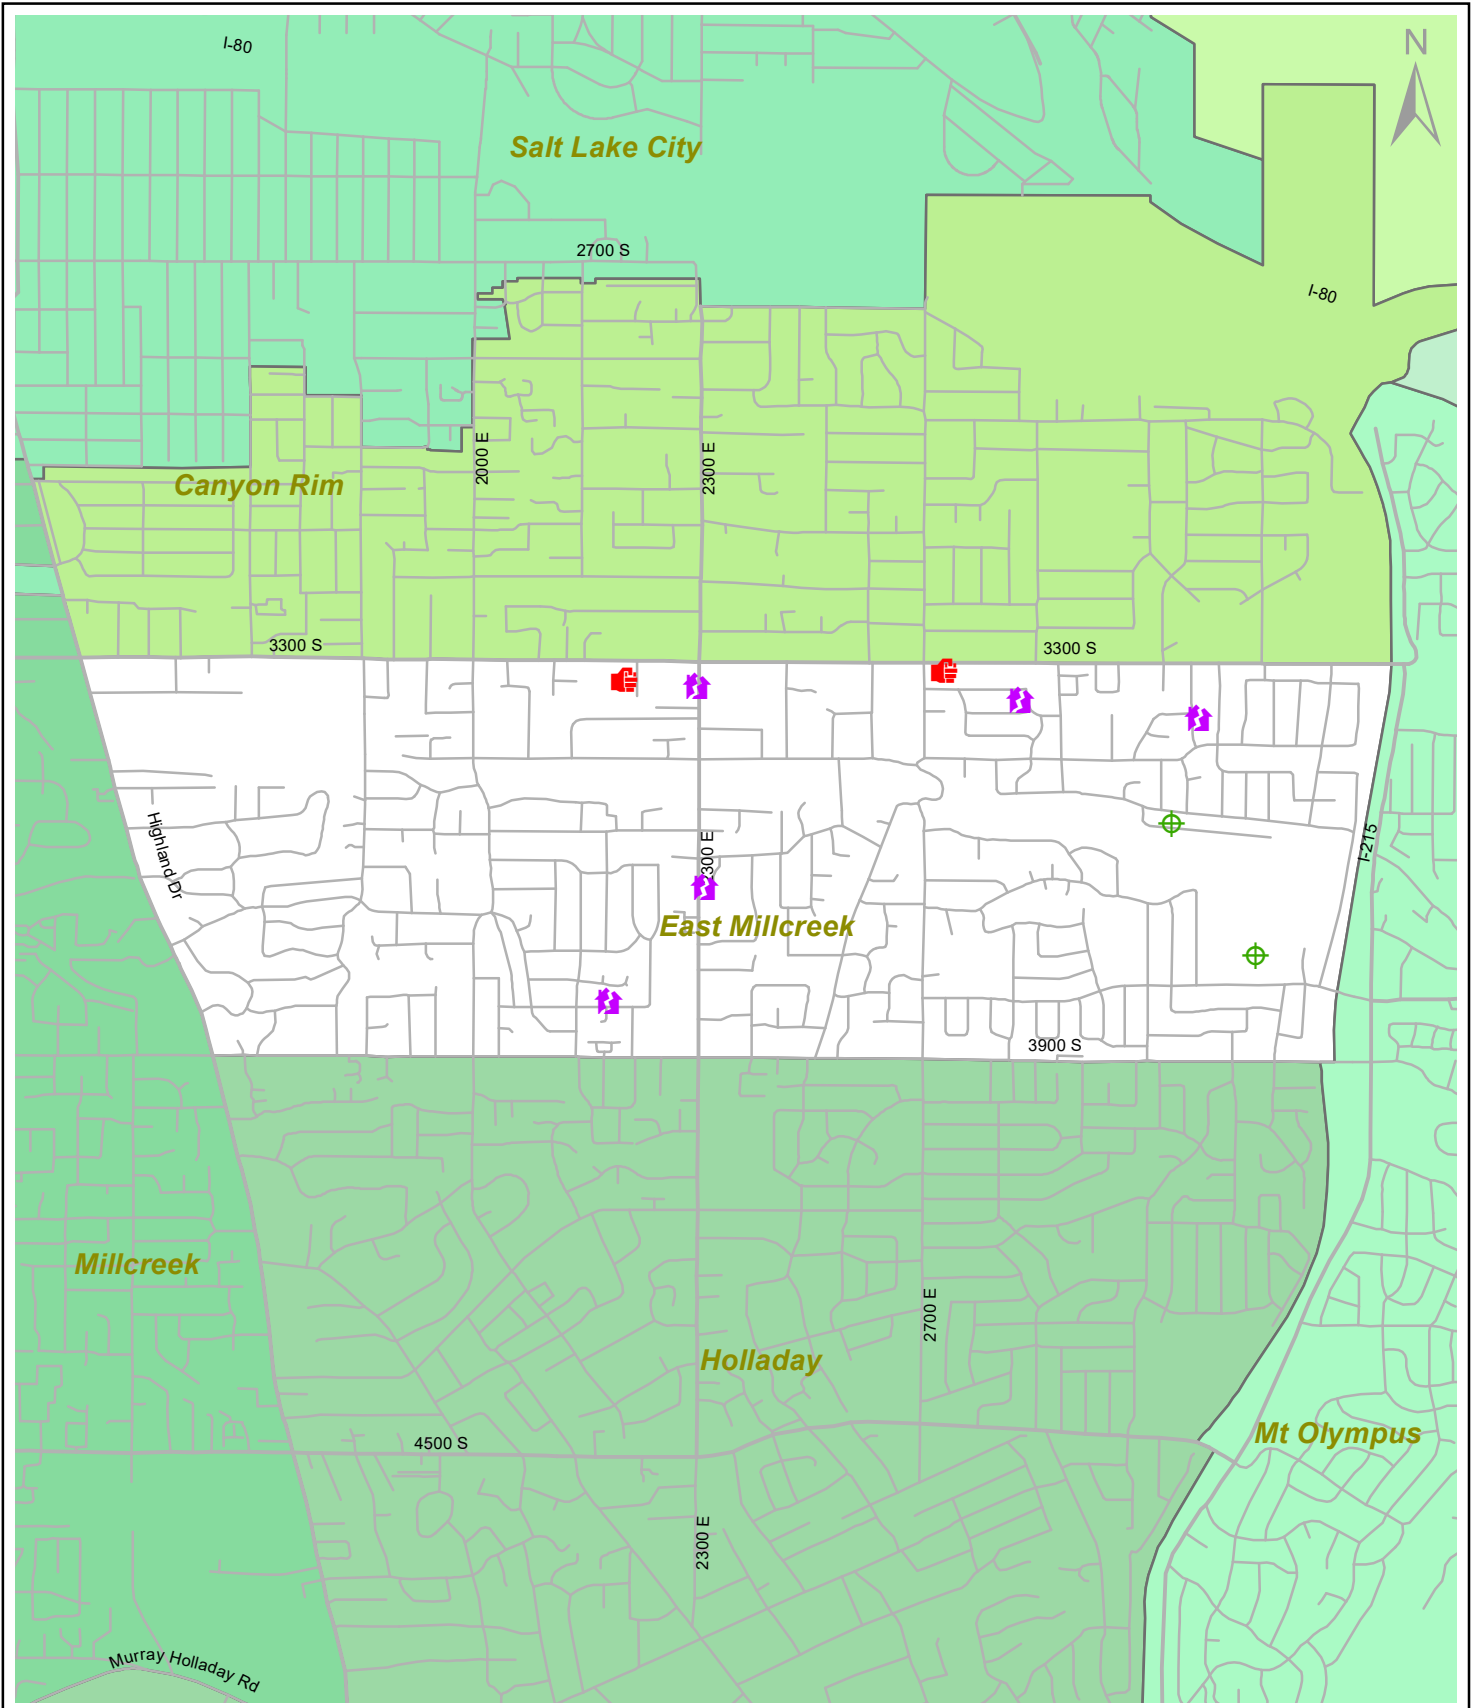 I-80
N
Salt Lake City
2700 S
I-80
2000 E
2300 E
Canyon Rim
3300 S
3300 S
Highland Dr
2300 E
I-215
East Millcreek
3900 S
Millcreek
2700 E
Holladay
4500 S
Mt Olympus
2300 E
Murray Holladay Rd